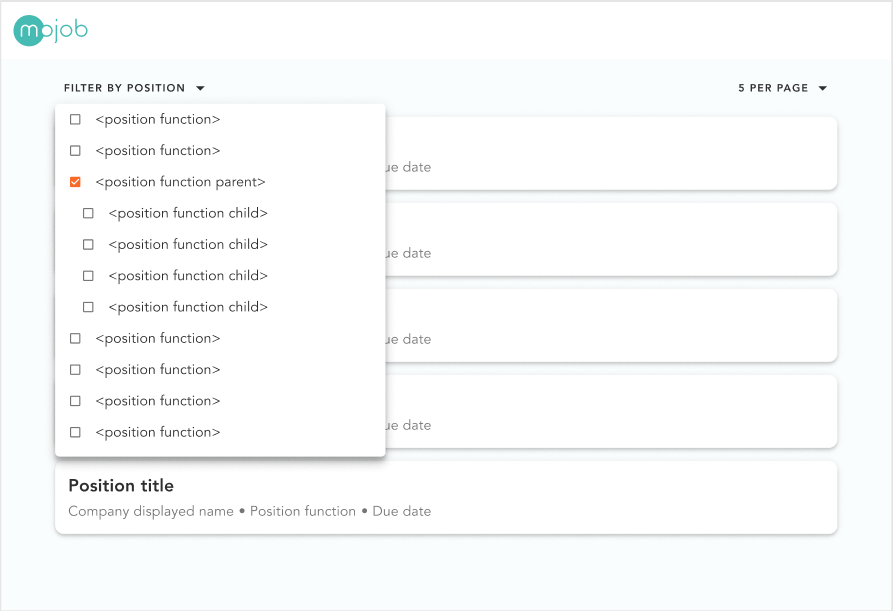 mojob
FILTER BY POSITION
5 PER PAGE
<position function>
<position function>
<position function parent>
<position function child>
<position function child>
<position function child>
<position function child>
<position function>
<position function>
<position function>
<position function>
ue date
ue date
ue date
ue date
Position title
Company displayed name • Position function • Due date